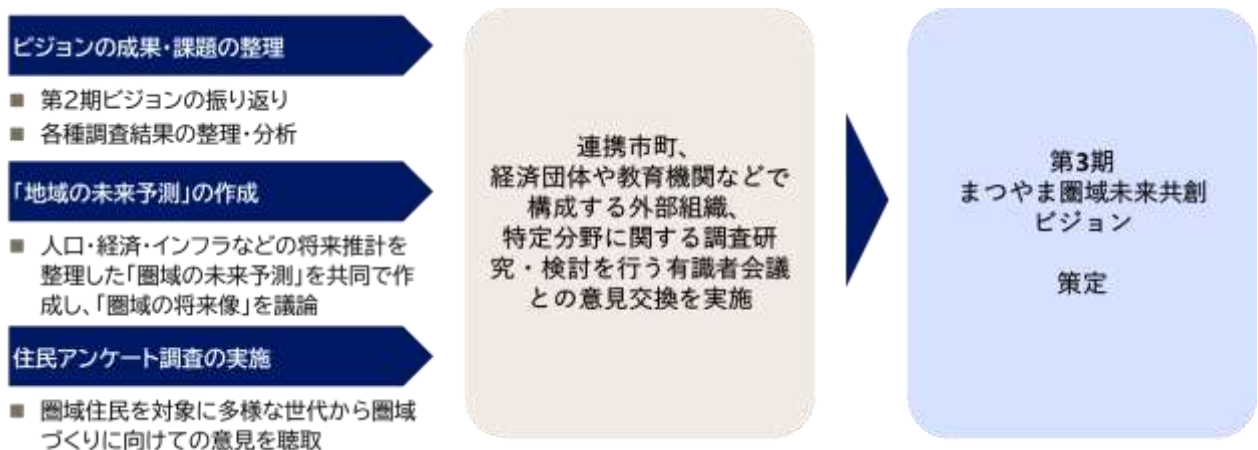 ビジョンの成果・課題の整理
■ 第2期ビジョンの振り返り
■ 各種調査結果の整理・分析
「地域の未来予測」の作成
■ 人口・経済・インフラなどの将来推計を
整理した「圏域の未来予測」を共同で作
成し、「圏域の将来像」を議論
住民アンケート調査の実施
■ 圏域住民を対象に多様な世代から圏域
づくりに向けての意見を聴取
連携市町、
経済団体や教育機関などで
構成する外部組織、
特定分野に関する調査研
究・検討を行う有識者会議
との意見交換を実施
第3期
まつやま圏域未来共創
ビジョン
策定